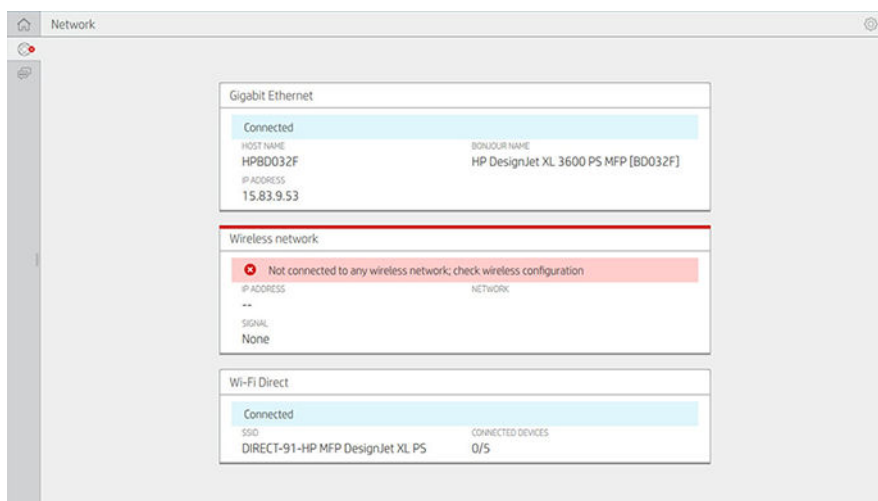 Network
Gigabit Ethernet
Connected
HOST NAME BONJOUR NAME
HPBD032F HP DesignJet XL 3600 PS MFP [BD032F]
IP ADDRESS
15.83.9.53
Wireless network
Not connected to any wireless network; check wireless configuration
IP ADDRESS NETWORK
--
SIGNAL
None
Wi-Fi Direct
Connected
SSID CONNECTED DEVICES
DIRECT-91-HP MFP DesignJet XL PS 0/5